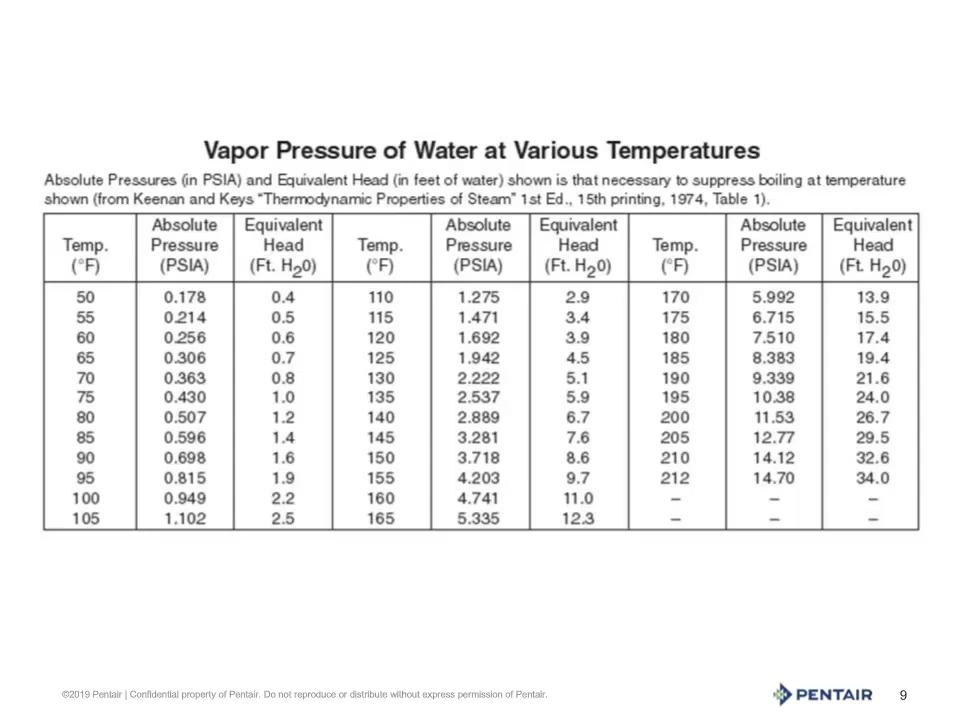 Vapor Pressure of Water at Various Temperatures
Absolute Pressures (in PSIA) and Equivalent Head (in feet of water) shown is that necessary to suppress boiling at temperature
shown (from Keenan and Keys “Thermodynamic Properties of Steam” 1st Ed., 15th printing, 1974, Table 1).
Absolute Equivalent Absolute Equivalent Absolute Equivalent
Temp. Pressure Head Temp. Pressure Head Temp. Pressure Head
(°F) (PSIA) (Ft. H20) (°F) (PSIA) (Ft. H20) (°F) (PSIA) (Ft. H20)
50 0.178 0.4 110 1.275 2.9 170 5.992 13.9
55 0.214 0.5 115 1.471 3.4 175 6.715 15.5
60 0.256 0.6 120 1.692 3.9 180 7.510 17.4
65 0.306 0.7 125 1.942 4.5 185 8.383 19.4
70 0.363 0.8 130 2.222 5.1 190 9.339 21.6
75 0.430 1.0 135 2.537 5.9 195 10.38 24.0
80 0.507 1.2 140 2.889 6.7 200 11.53 26.7
85 0.596 1.4 145 3.281 7.6 205 12.77 29.5
90 0.698 1.6 150 3.718 8.6 210 14.12 32.6
95 0.815 1.9 155 4.203 9.7 212 14.70 34.0
100 0.949 2.2 160 4.741 11.0 – – –
105 1.102 2.5 165 5.335 12.3 – – –
©2019 Pentair | Confidential property of Pentair. Do not reproduce or distribute without express permission of Pentair.
PENTAIR
9